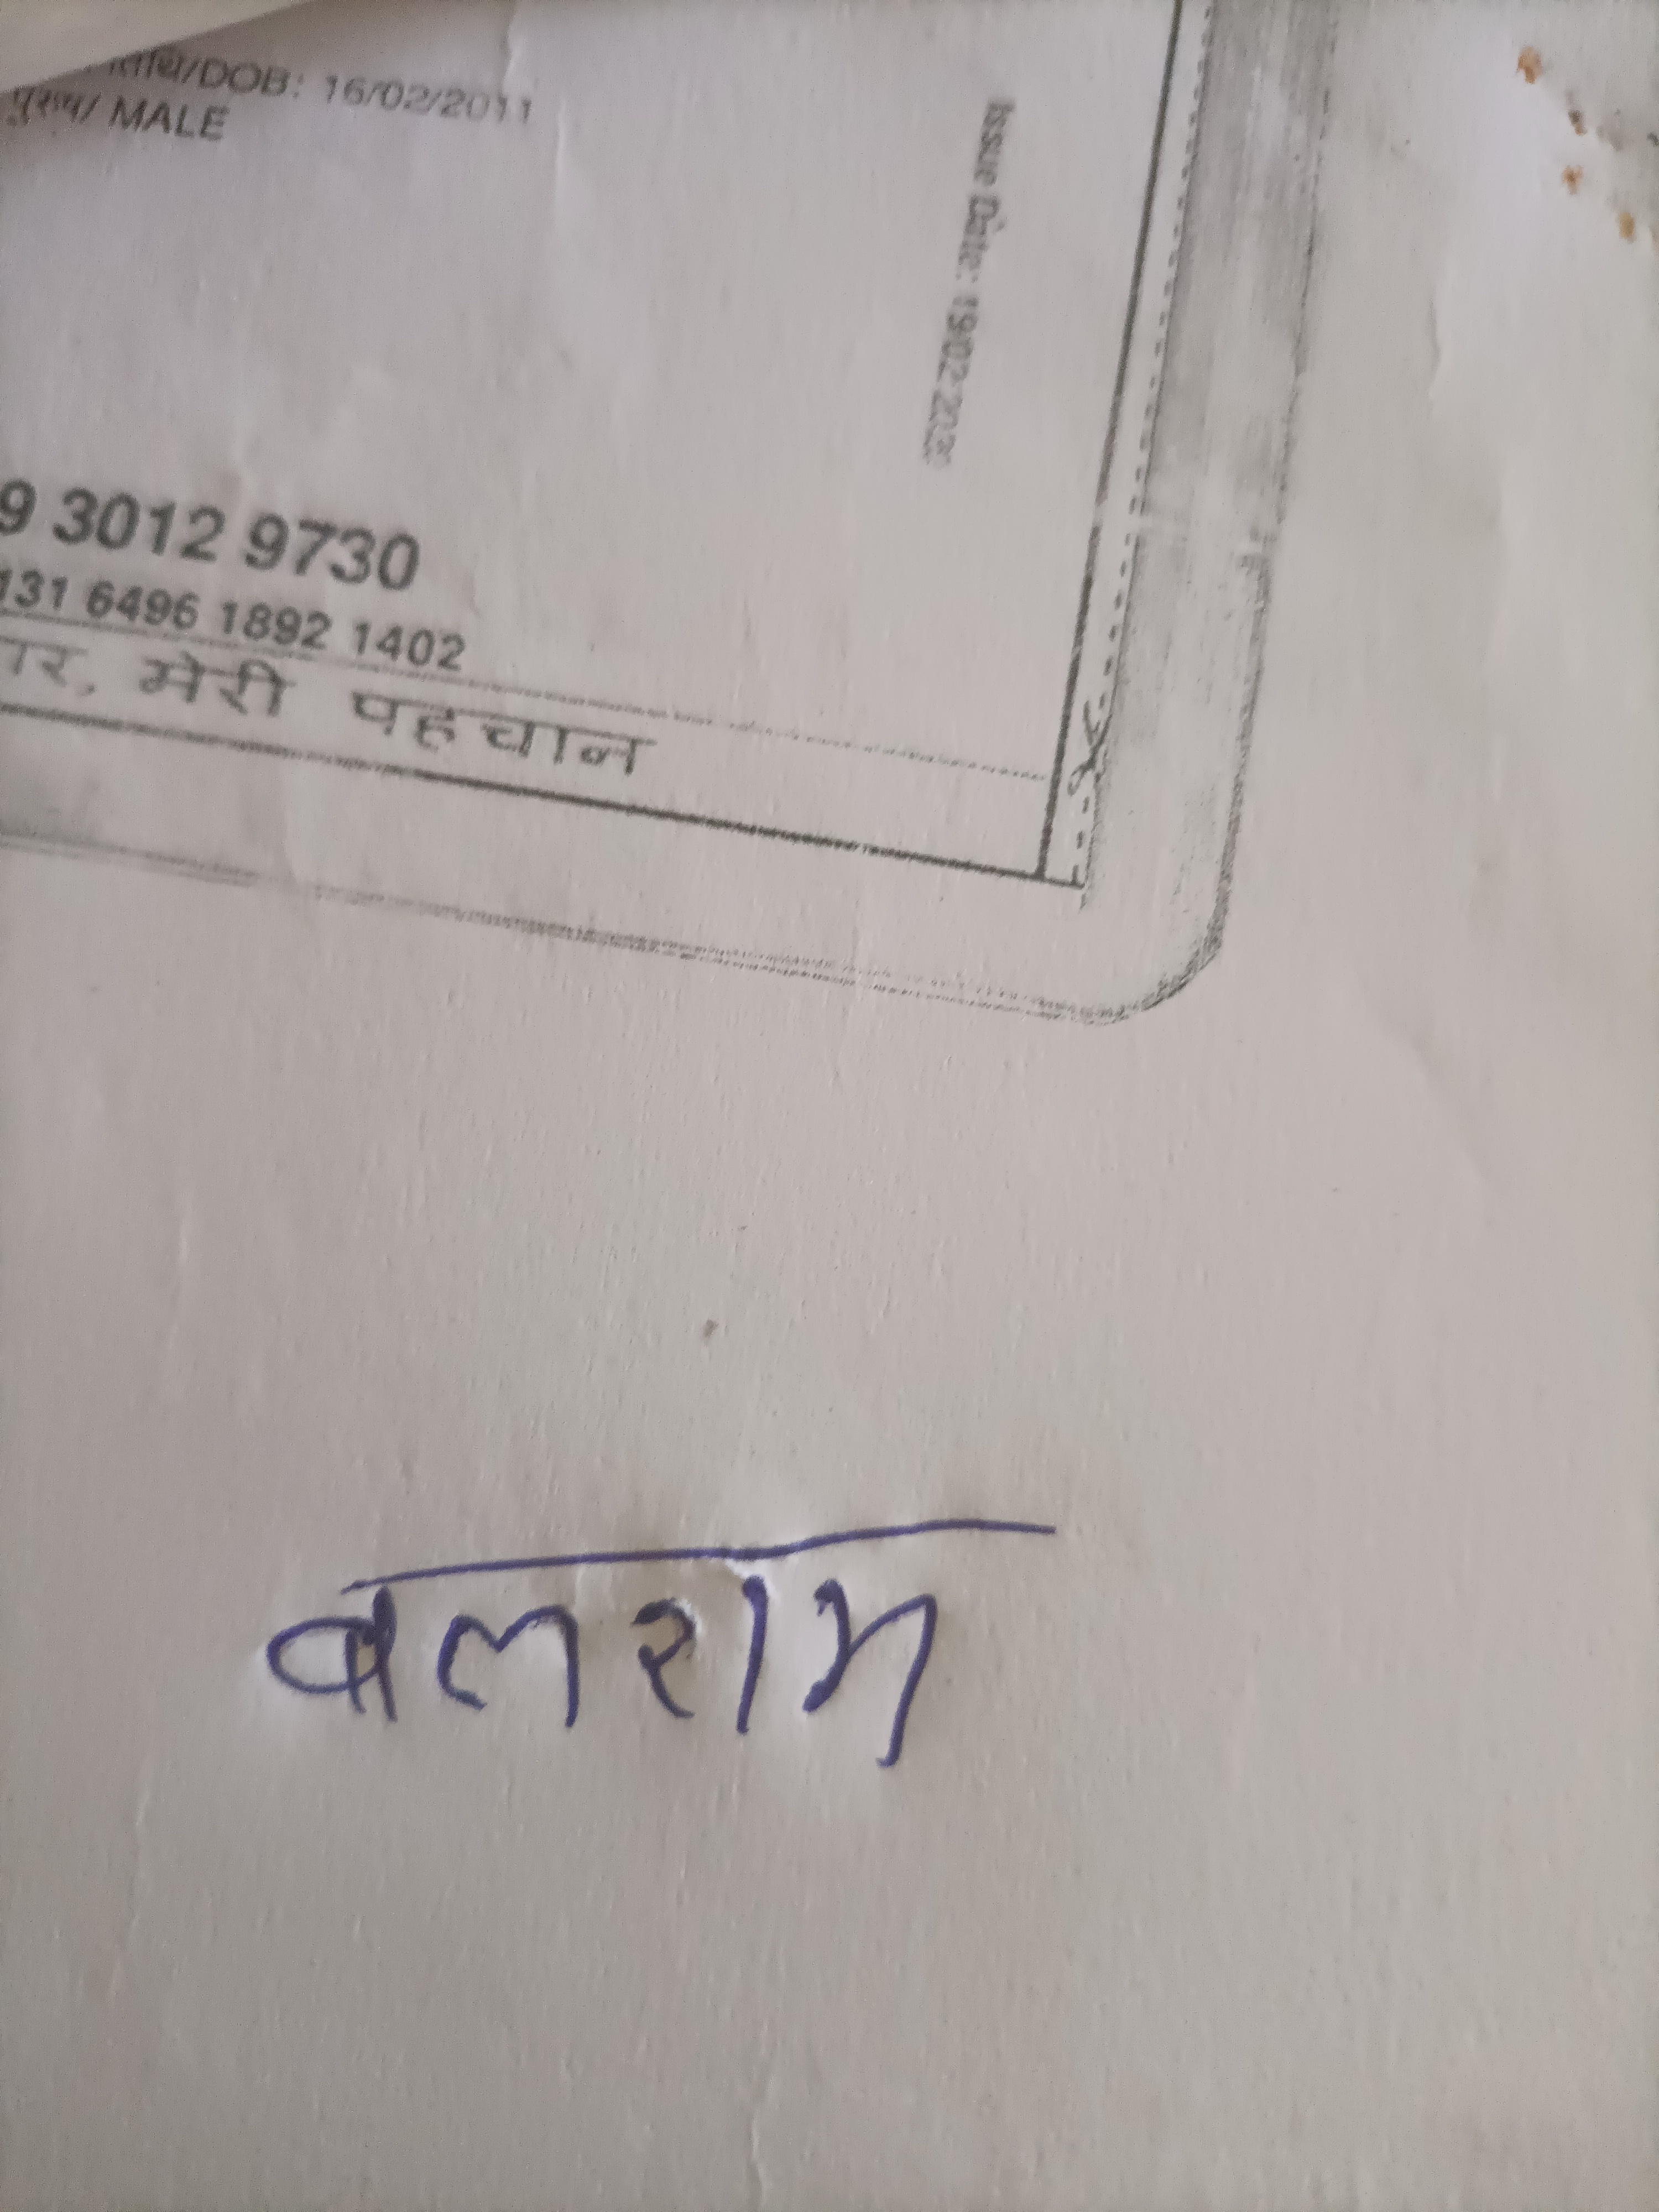 /DOB: 16/02/2011
पुरुष/ MALE
Issue Date:
9 3012 9730
131 6496 1892 1402
मेरी पहचान
बलराम